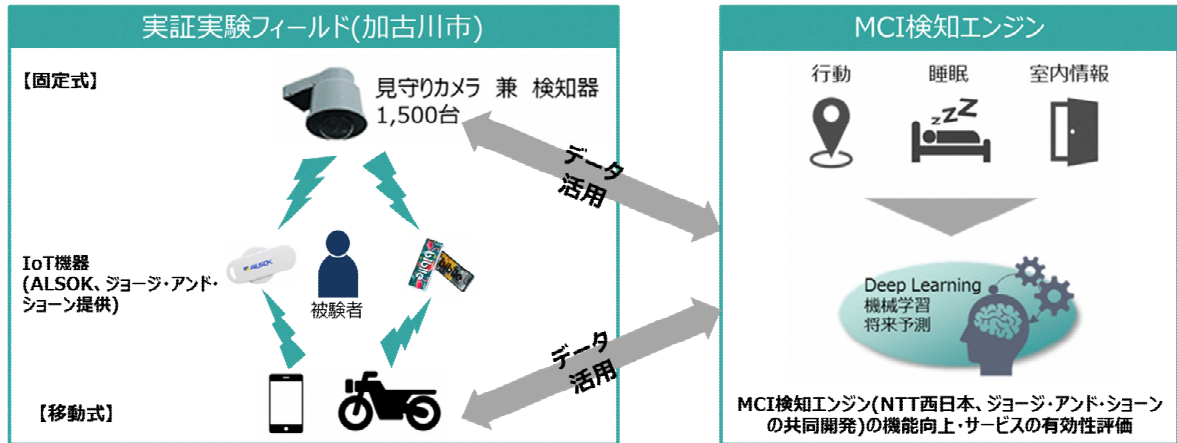 実証実験フィールド(加古川市)
【固定式】
見守りカメラ 兼 検知器
1,500台
IoT機器
(ALSOK、ジョージ・アンド・
ショーン提供)
ALSOK
被験者
biblle
【移動式】
データ
活用
データ
活用
MCI検知エンジン
行動
睡眠
室内情報
zZZ
Deep Learning
機械学習
将来予測
MCI検知エンジン(NTT西日本、ジョージ・アンド・ショーン
の共同開発)の機能向上・サービスの有効性評価